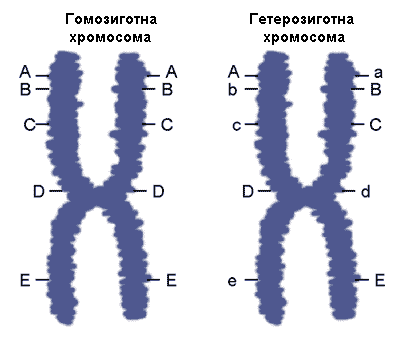 Гомозиготна
хромосома
Гетерозиготна
хромосома
A A
B B
C C
D D
E E
A a
b B
c C
D d
e E